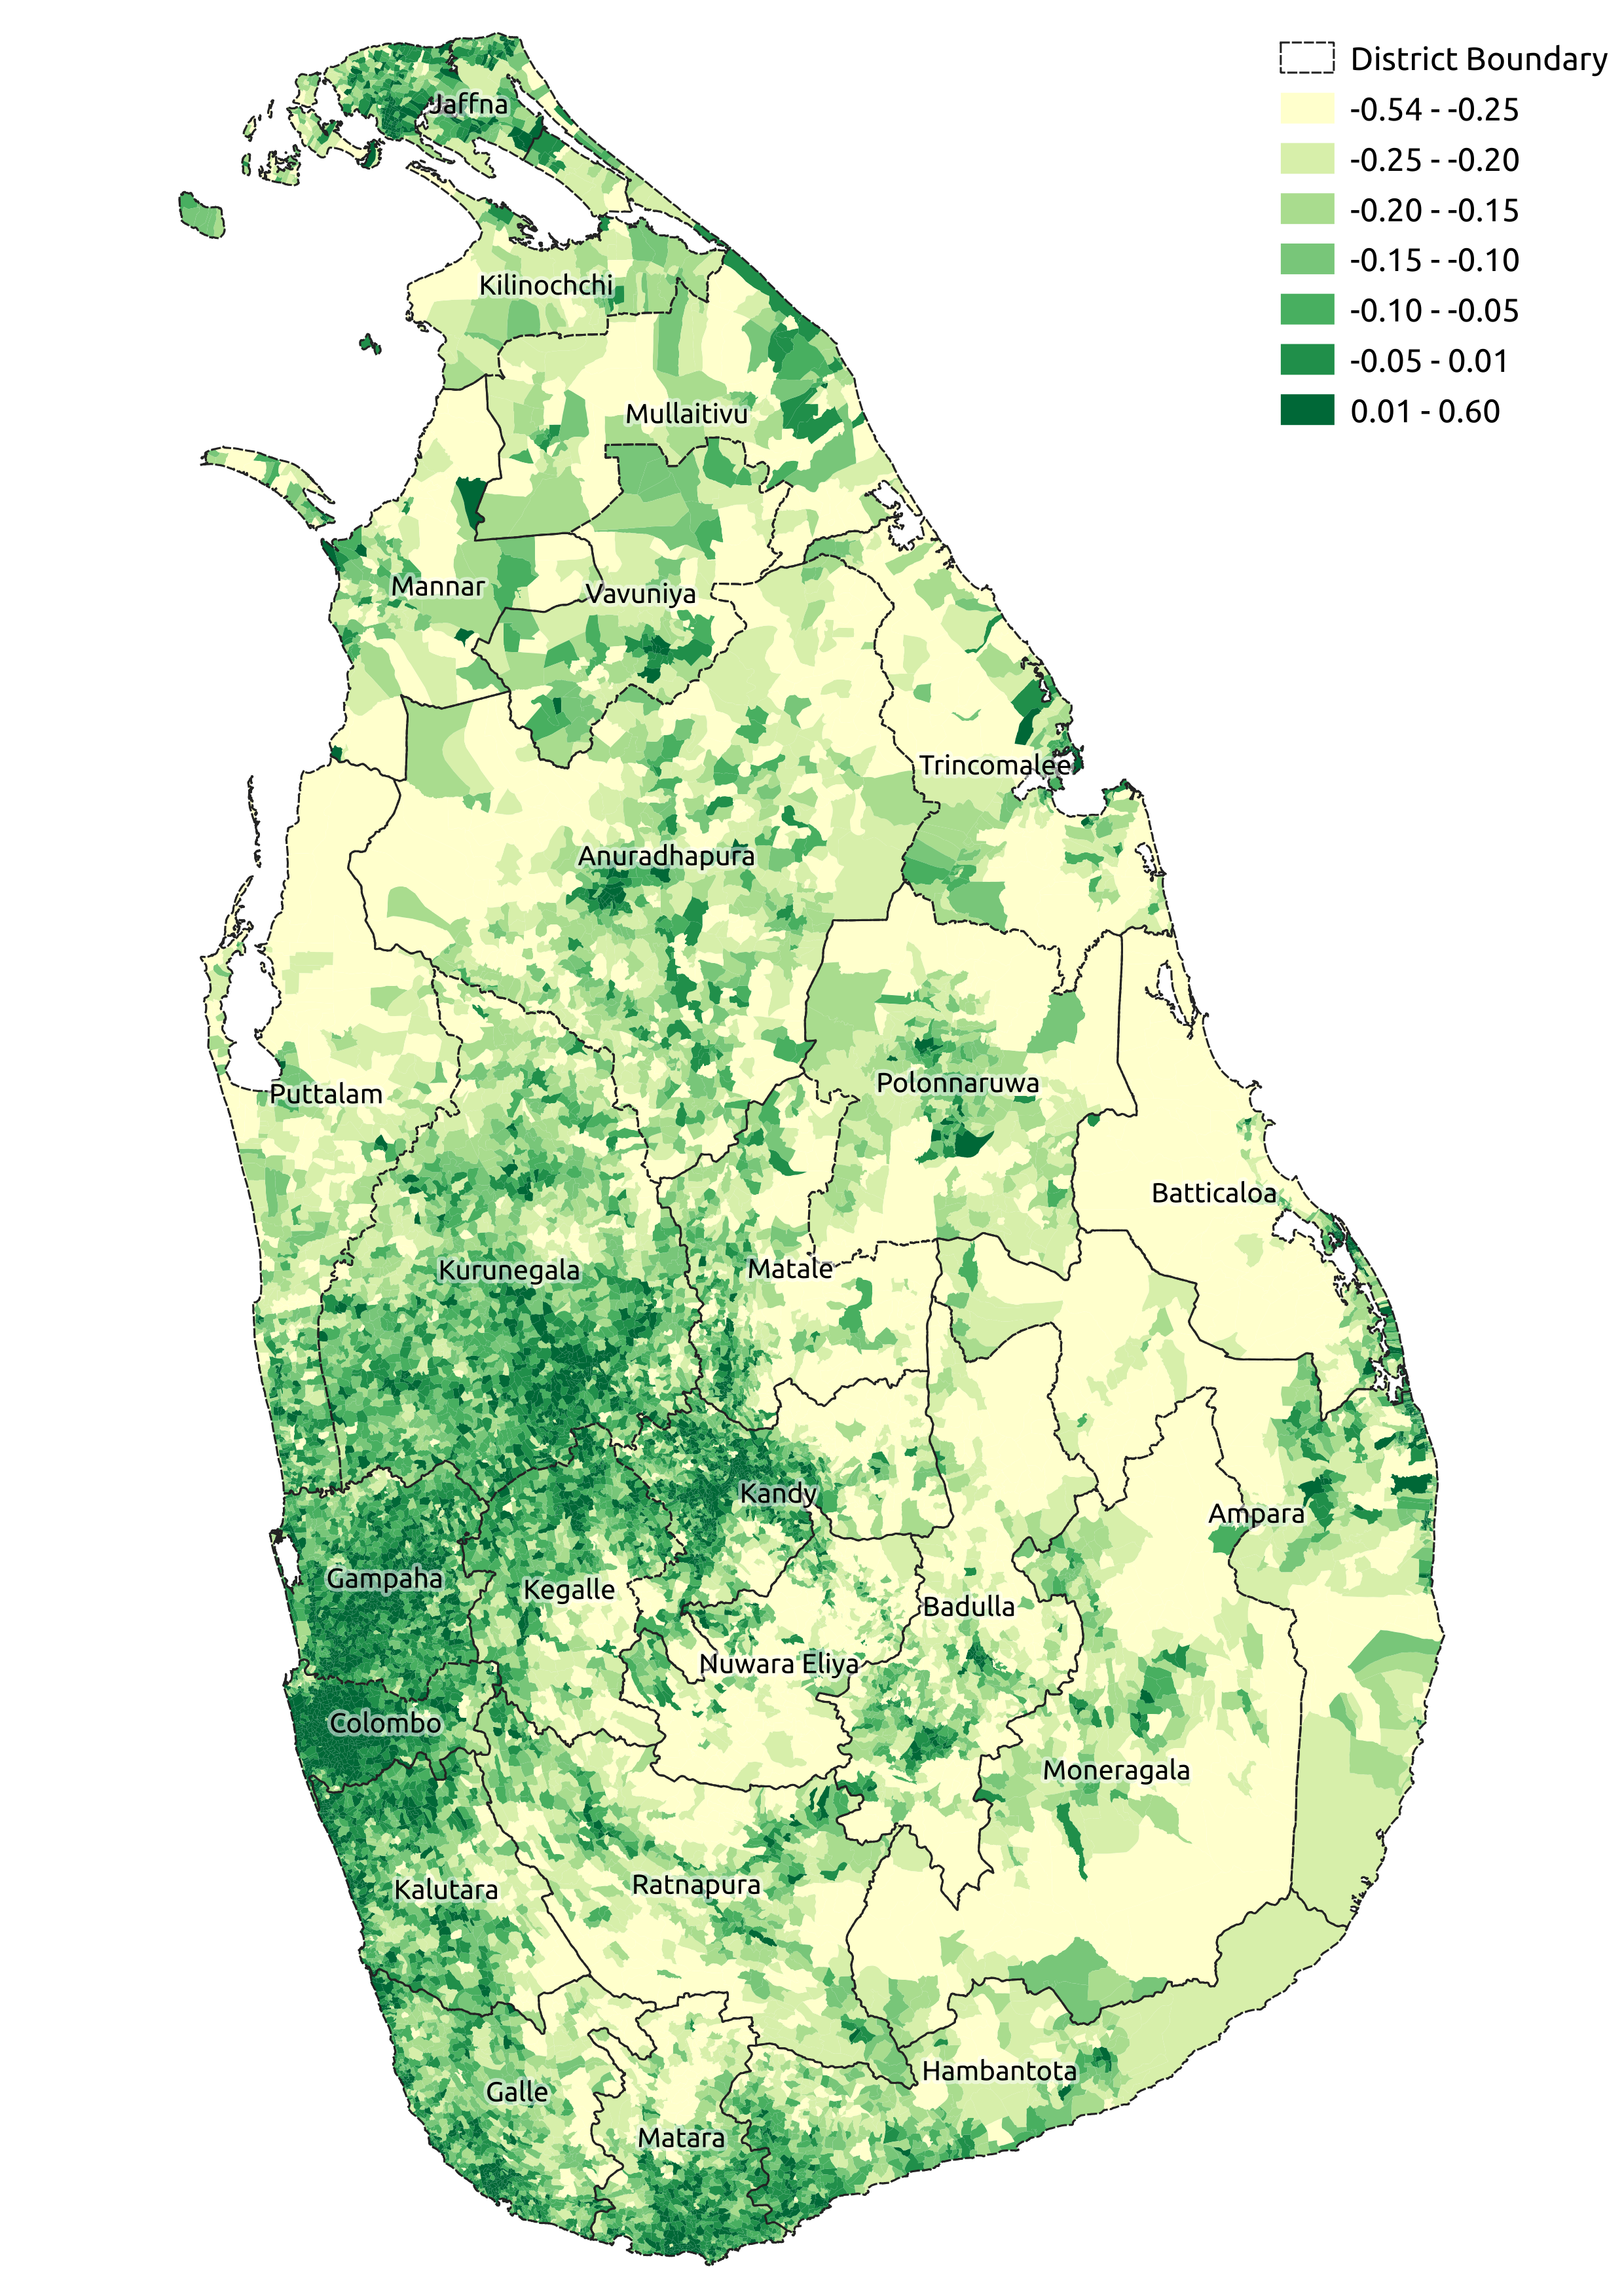 District Boundary
-0.54 - -0.25
-0.25 - -0.20
-0.20 - -0.15
-0.15 - -0.10
-0.10 - -0.05
-0.05 - 0.01
0.01 - 0.60
Jaffna
Kilinochchi
Mullaitivu
Mannar
Vavuniya
Trincomalee
Anuradhapura
Polonnaruwa
Puttalam
Batticaloa
Matale
Kurunegala
Kandy
Ampara
Gampaha
Kegalle
Badulla
Nuwara Eliya
Colombo
Moneragala
Ratnapura
Kalutara
Hambantota
Galle
Matara